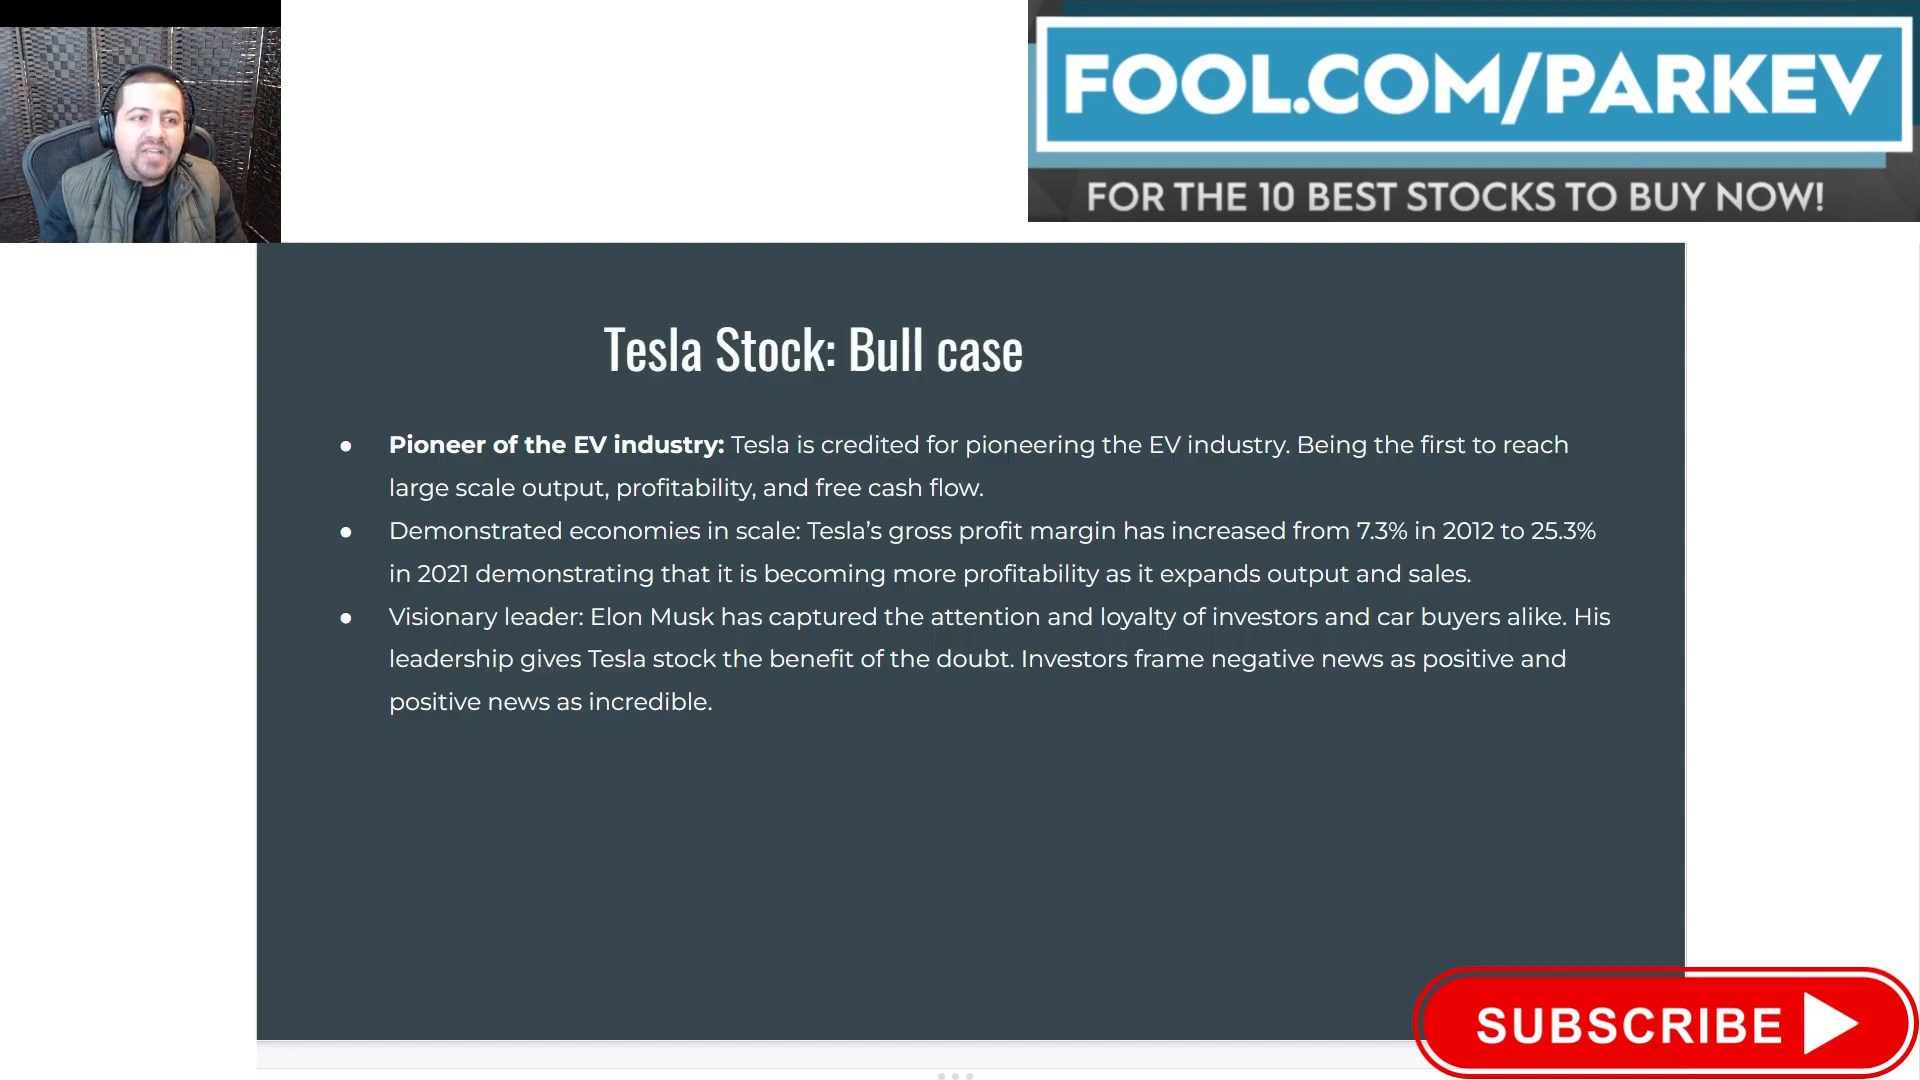 FOOL.COM/PARKEV
FOR THE 10 BEST STOCKS TO BUY NOW!
Tesla Stock: Bull case
● Pioneer of the EV industry: Tesla is credited for pioneering the EV industry. Being the first to reach
large scale output, profitability, and free cash flow.
● Demonstrated economies in scale: Tesla’s gross profit margin has increased from 7.3% in 2012 to 25.3%
in 2021 demonstrating that it is becoming more profitability as it expands output and sales.
● Visionary leader: Elon Musk has captured the attention and loyalty of investors and car buyers alike. His
leadership gives Tesla stock the benefit of the doubt. Investors frame negative news as positive and
positive news as incredible.
SUBSCRIBE